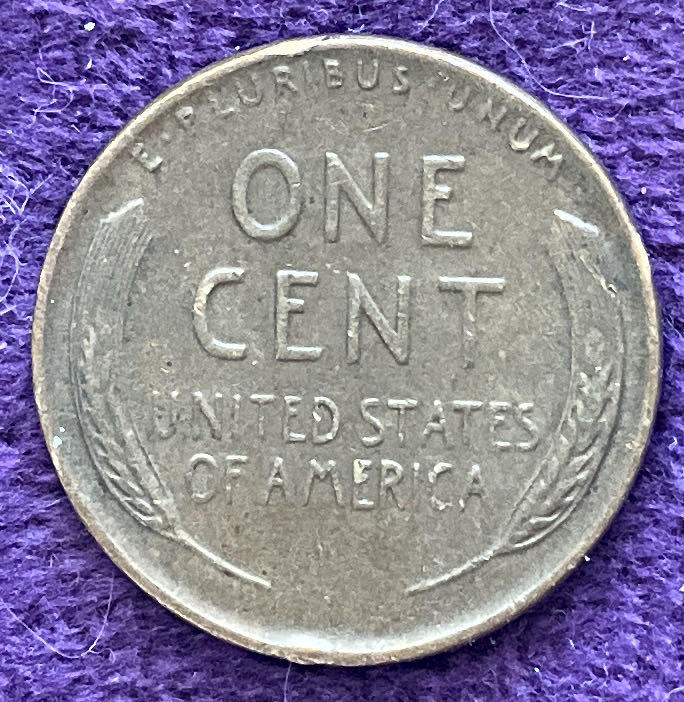 E · PLURIBUS · UNUM
ONE
CENT
UNITED STATES
OF AMERICA